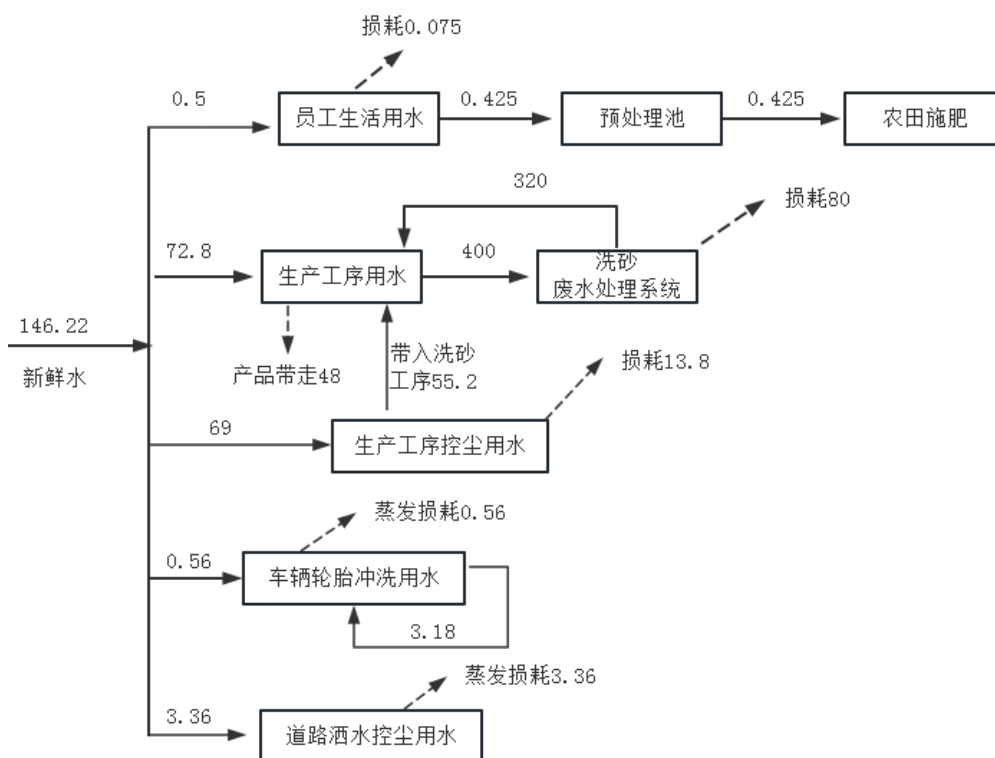 损耗0.075
0.5
员工生活用水
0.425
预处理池
0.425
农田施肥
320
损耗80
72.8
生产工序用水
400
洗砂
废水处理系统
146.22
新鲜水
产品带走48
带入洗砂
工序55.2
损耗13.8
69
生产工序控尘用水
蒸发损耗0.56
0.56
车辆轮胎冲洗用水
3.18
蒸发损耗3.36
3.36
道路洒水控尘用水